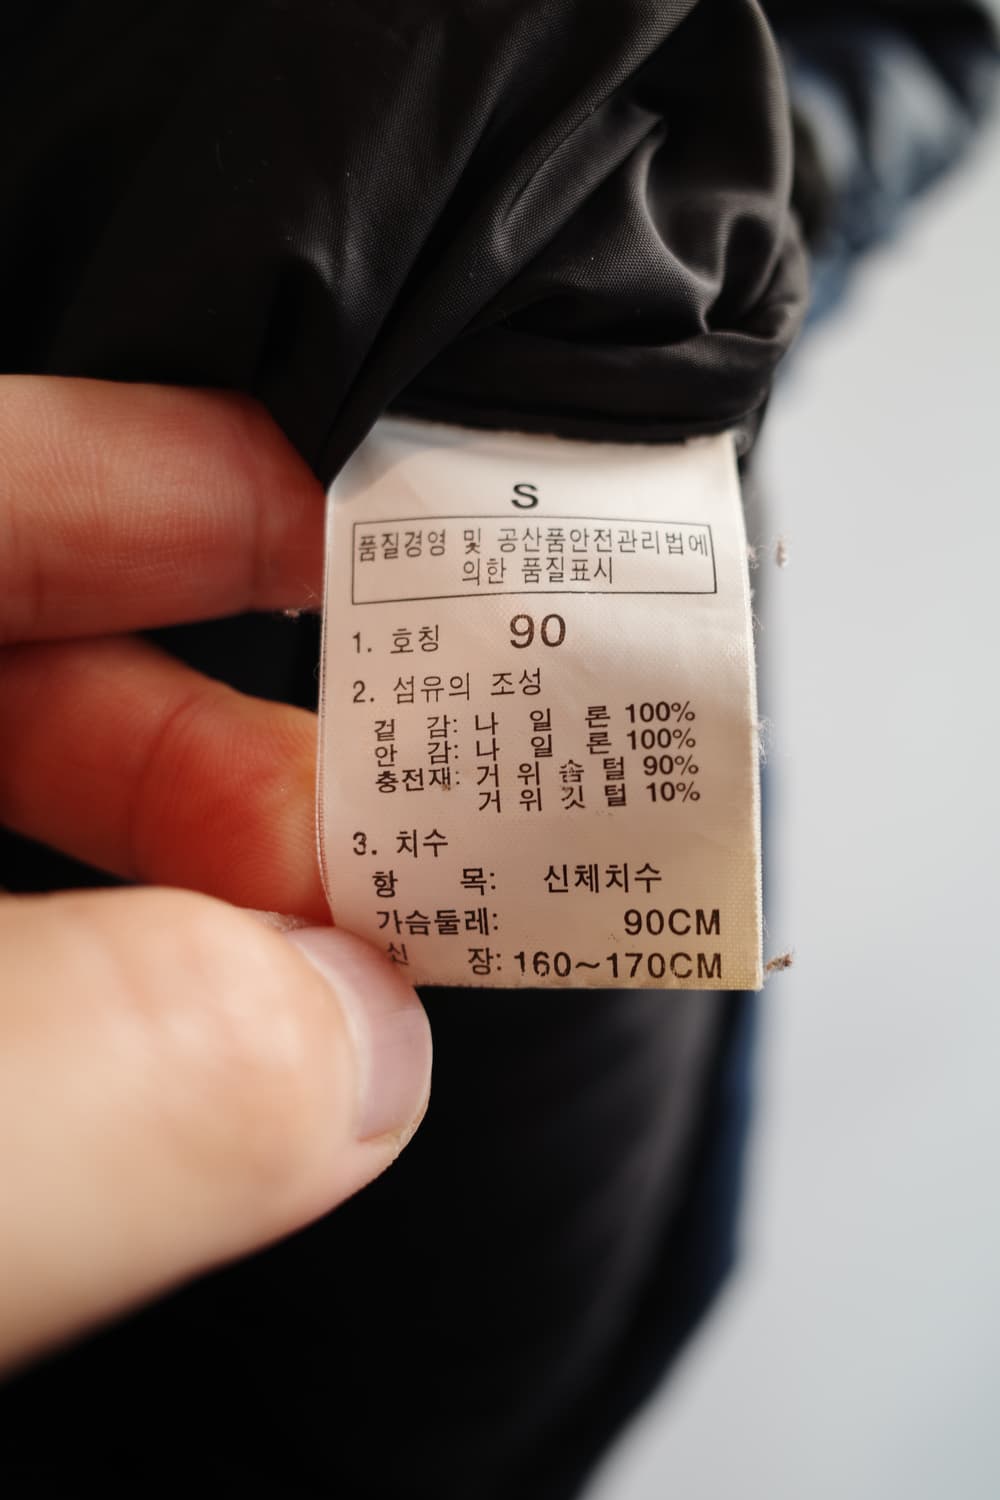 S
품질경영 및 공산품안전관리법에
의한 품질표시
1. 호칭 90
2. 섬유의 조성
겉 감: 나 일 론 100%
안 감: 나 일 론 100%
충전재: 거 위 솜 털 90%
거 위 깃 털 10%
3. 치수
항 목: 신체치수
가슴둘레: 90CM
신 장: 160~170CM